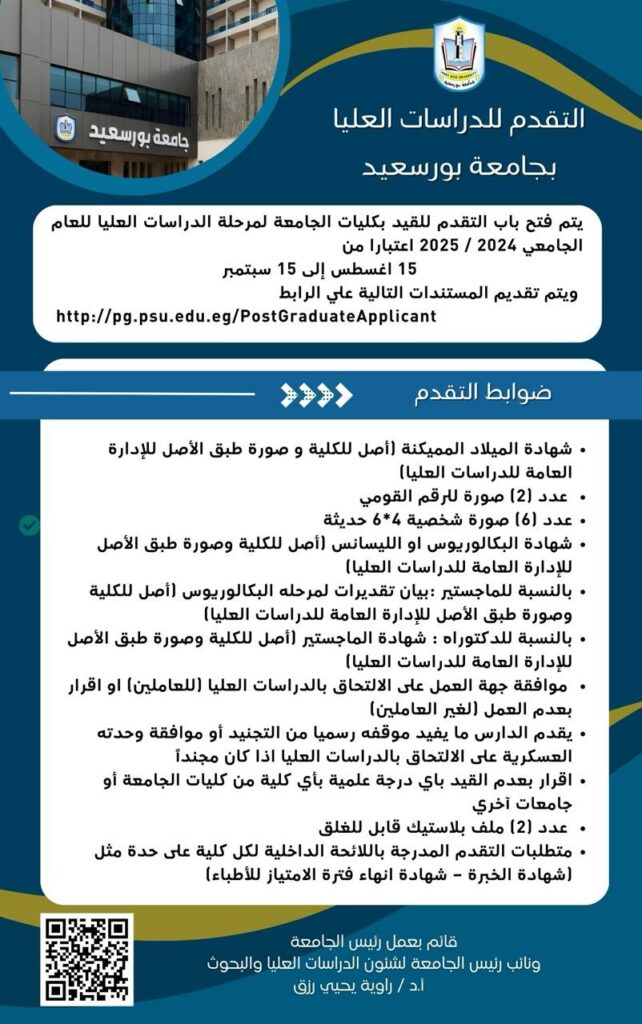 جامعة بورسعيد
PORT SAID UNIVERSITY
جامعة بورسعيد
التقدم للدراسات العليا
بجامعة بورسعيد
يتم فتح باب التقدم للقيد بكليات الجامعة لمرحلة الدراسات العليا للعام
الجامعي 2024 / 2025 اعتبارا من
15 اغسطس إلى 15 سبتمبر
ويتم تقديم المستندات التالية علي الرابط
http://pg.psu.edu.eg/PostGraduateApplicant
ضوابط التقدم
• شهادة الميلاد المميكنة (أصل للكلية و صورة طبق الأصل للإدارة
العامة للدراسات العليا)
• عدد (2) صورة للرقم القومي
• عدد (6) صورة شخصية 4*6 حديثة
• شهادة البكالوريوس او الليسانس (أصل للكلية وصورة طبق الأصل
للإدارة العامة للدراسات العليا)
• بالنسبة للماجستير :بيان تقديرات لمرحله البكالوريوس (أصل للكلية
وصورة طبق الأصل للإدارة العامة للدراسات العليا)
• بالنسبة للدكتوراه : شهادة الماجستير (أصل للكلية وصورة طبق الأصل
للإدارة العامة للدراسات العليا)
• موافقة جهة العمل على الالتحاق بالدراسات العليا (للعاملين) او اقرار
بعدم العمل (لغير العاملين)
• يقدم الدارس ما يفيد موقفه رسميا من التجنيد أو موافقة وحدته
العسكرية على الالتحاق بالدراسات العليا اذا كان مجنداً
• اقرار بعدم القيد باي درجة علمية بأي كلية من كليات الجامعة أو
جامعات آخري
• عدد (2) ملف بلاستيك قابل للغلق
• متطلبات التقدم المدرجة باللائحة الداخلية لكل كلية على حدة مثل
(شهادة الخبرة – شهادة انهاء فترة الامتياز للأطباء)
قائم بعمل رئيس الجامعة
ونائب رئيس الجامعة لشئون الدراسات العليا والبحوث
أ.د / راوية يحيي رزق